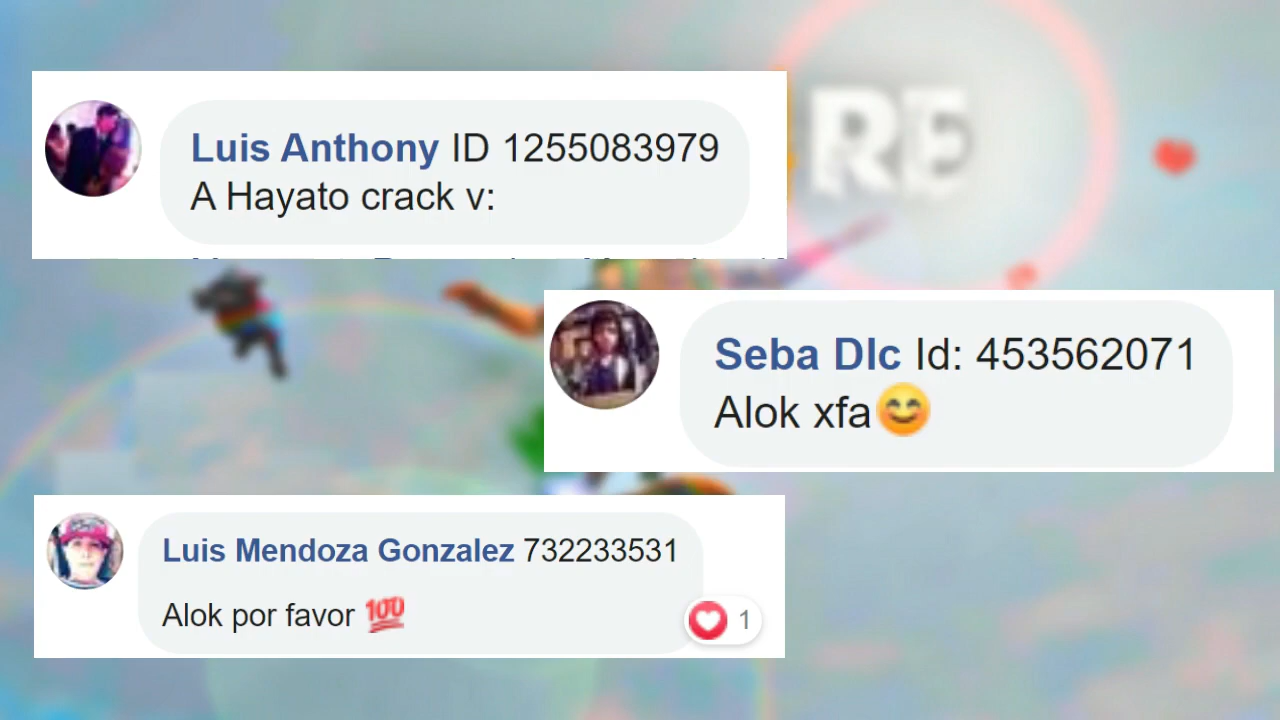 RE
Luis Anthony ID 1255083979
A Hayato crack v:
Seba Dlc Id: 453562071
Alok xfa😊
Luis Mendoza Gonzalez 732233531
Alok por favor 💯
1